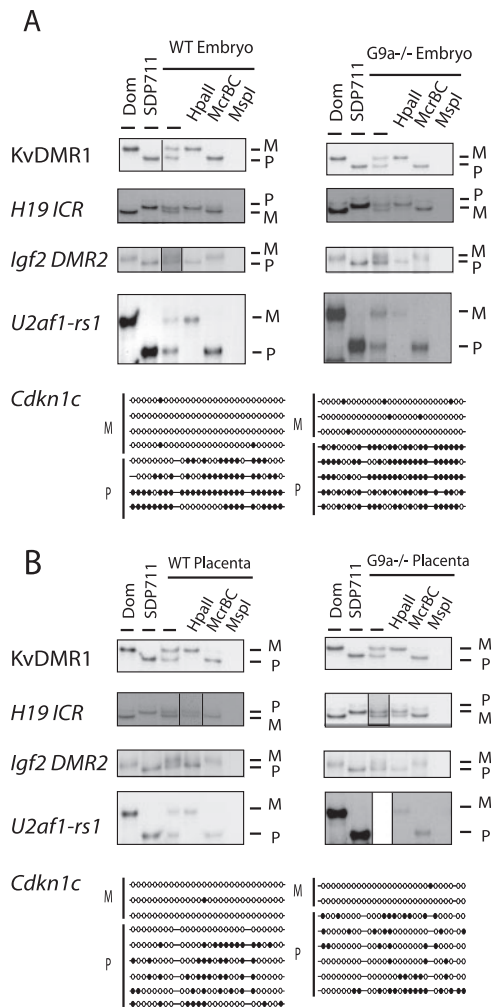 A
WT Embryo
G9a-/- Embryo
Dom
SDP711
HpaII
McrBC
MspI
Dom
SDP711
HpaII
McrBC
MspI
KvDMR1
M
P
M
P
H19 ICR
P
M
P
M
Igf2 DMR2
M
P
M
P
U2af1-rs1
M
P
M
P
Cdkn1c
M
P
M
P
B
WT Placenta
G9a-/- Placenta
Dom
SDP711
HpaII
McrBC
MspI
Dom
SDP711
HpaII
McrBC
MspI
KvDMR1
M
P
M
P
H19 ICR
P
M
P
M
Igf2 DMR2
M
P
M
P
U2af1-rs1
M
P
M
P
Cdkn1c
M
P
M
P